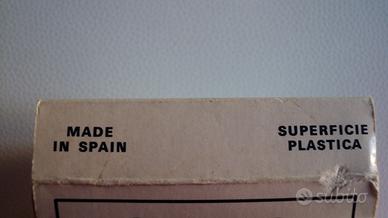 MADE
IN SPAIN
SUPERFICIE
PLASTICA
subito